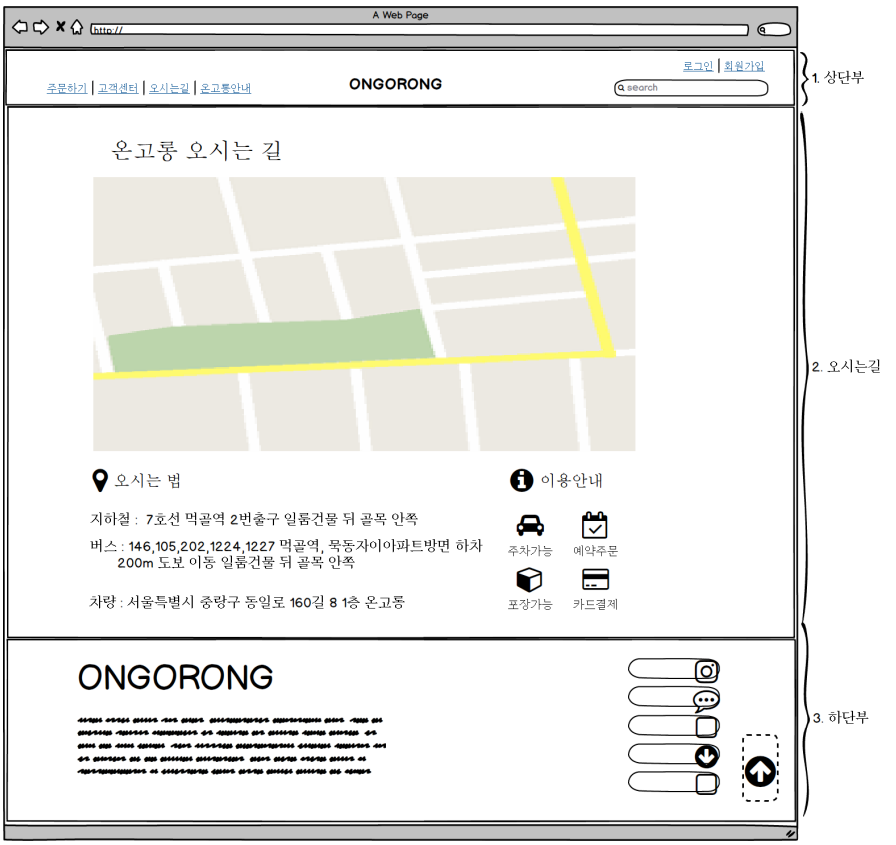 A Web Page
http://
로그인 | 회원가입
주문하기 | 고객센터 | 오시는길 | 온고롱안내
ONGORONG
search
1. 상단부
온고롱 오시는 길
2. 오시는길
오시는 법
이용안내
지하철 : 7호선 먹골역 2번출구 일룸건물 뒤 골목 안쪽
버스 : 146,105,202,1224,1227 먹골역, 묵동자이아파트방면 하차
200m 도보 이동 일룸건물 뒤 골목 안쪽
차량 : 서울특별시 중랑구 동일로 160길 8 1층 온고롱
주차가능 예약주문
포장가능 카드결제
ONGORONG
3. 하단부